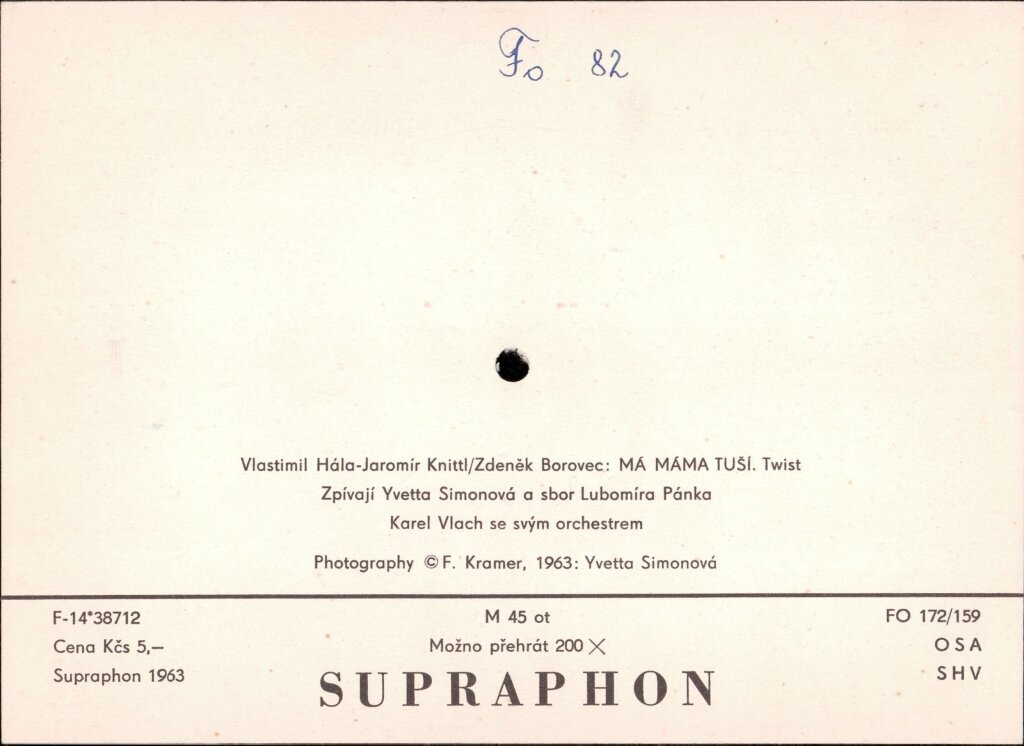 Fo 82
Vlastimil Hála-Jaromír Knittl/Zdeněk Borovec: MÁ MÁMA TUŠÍ. Twist
Zpívají Yvetta Simonová a sbor Lubomíra Pánka
Karel Vlach se svým orchestrem
Photography © F. Kramer, 1963: Yvetta Simonová
F-14*38712
Cena Kčs 5,—
Supraphon 1963
M 45 ot
Možno přehrát 200 ×
SUPRAPHON
FO 172/159
OSA
SHV